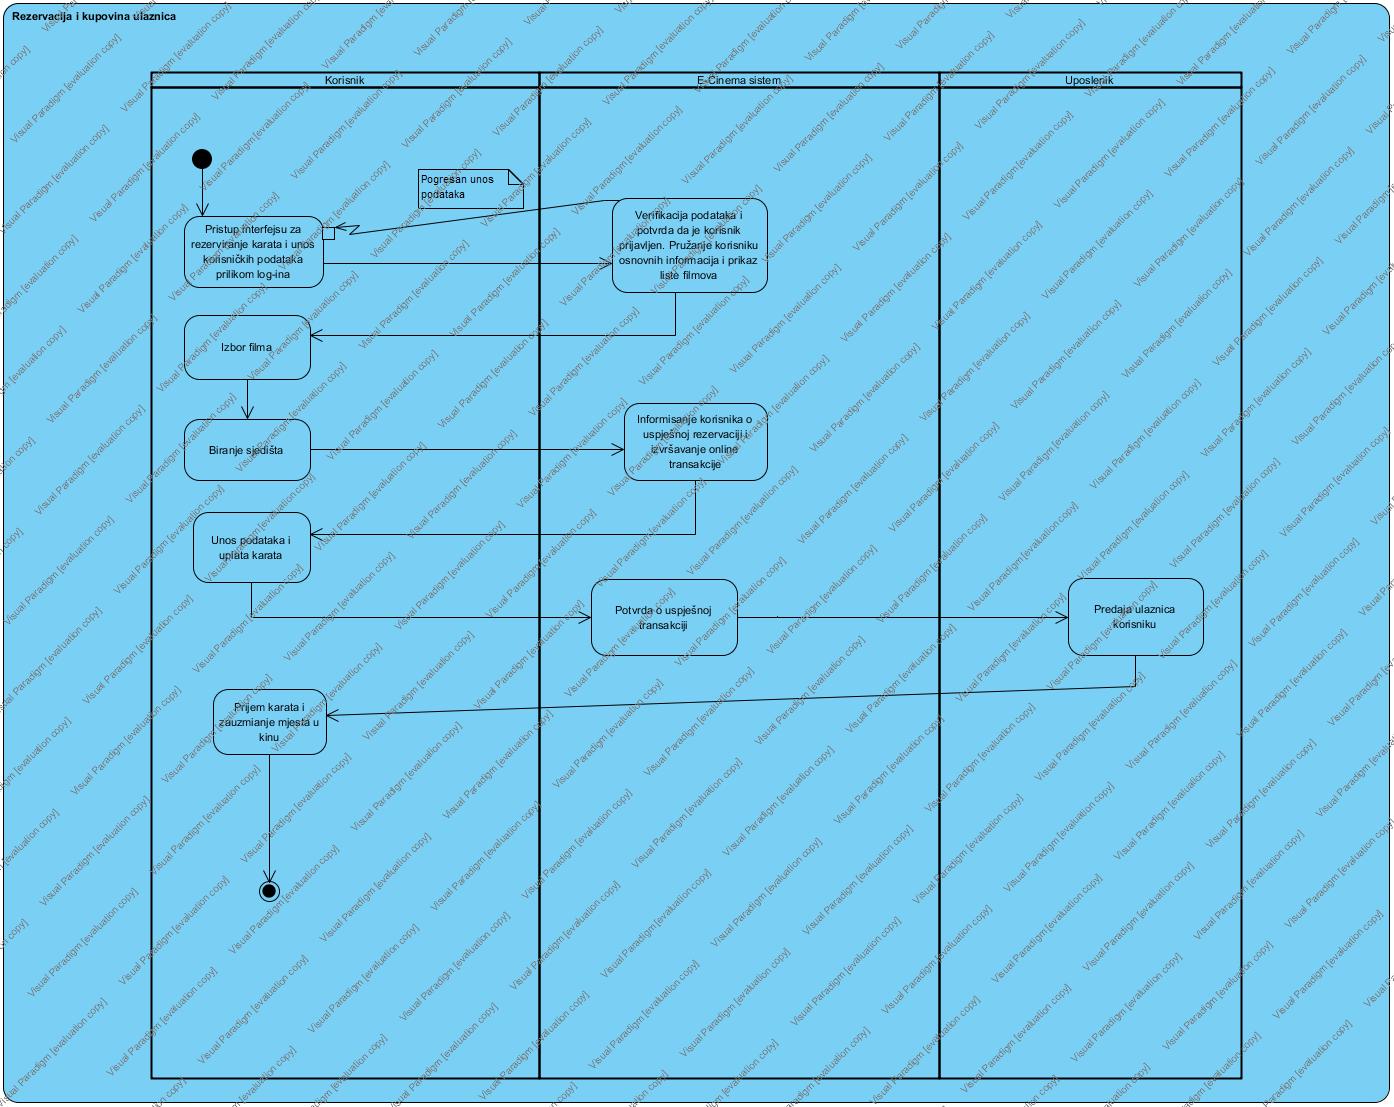 Rezervacija i kupovina ulaznica
Korisnik
E-Cinema sistem
Uposlenik
Pogresan unos
podataka
Pristup interfejsu za
rezerviranje karata i unos
korisničkih podataka
prilikom log-ina
Verifikacija podataka i
potvrda da je korisnik
prijavljen. Pružanje korisniku
osnovnih informacija i prikaz
liste filmova
Izbor filma
Biranje sjedišta
Informisanje korisnika o
uspješnoj rezervaciji i
izvršavanje online
transakcije
Unos podataka i
uplata karata
Potvrda o uspješnoj
transakciji
Predaja ulaznica
korisniku
Prijem karata i
zauzmianje mjesta u
kinu
Visual Paradigm [evaluation copy]